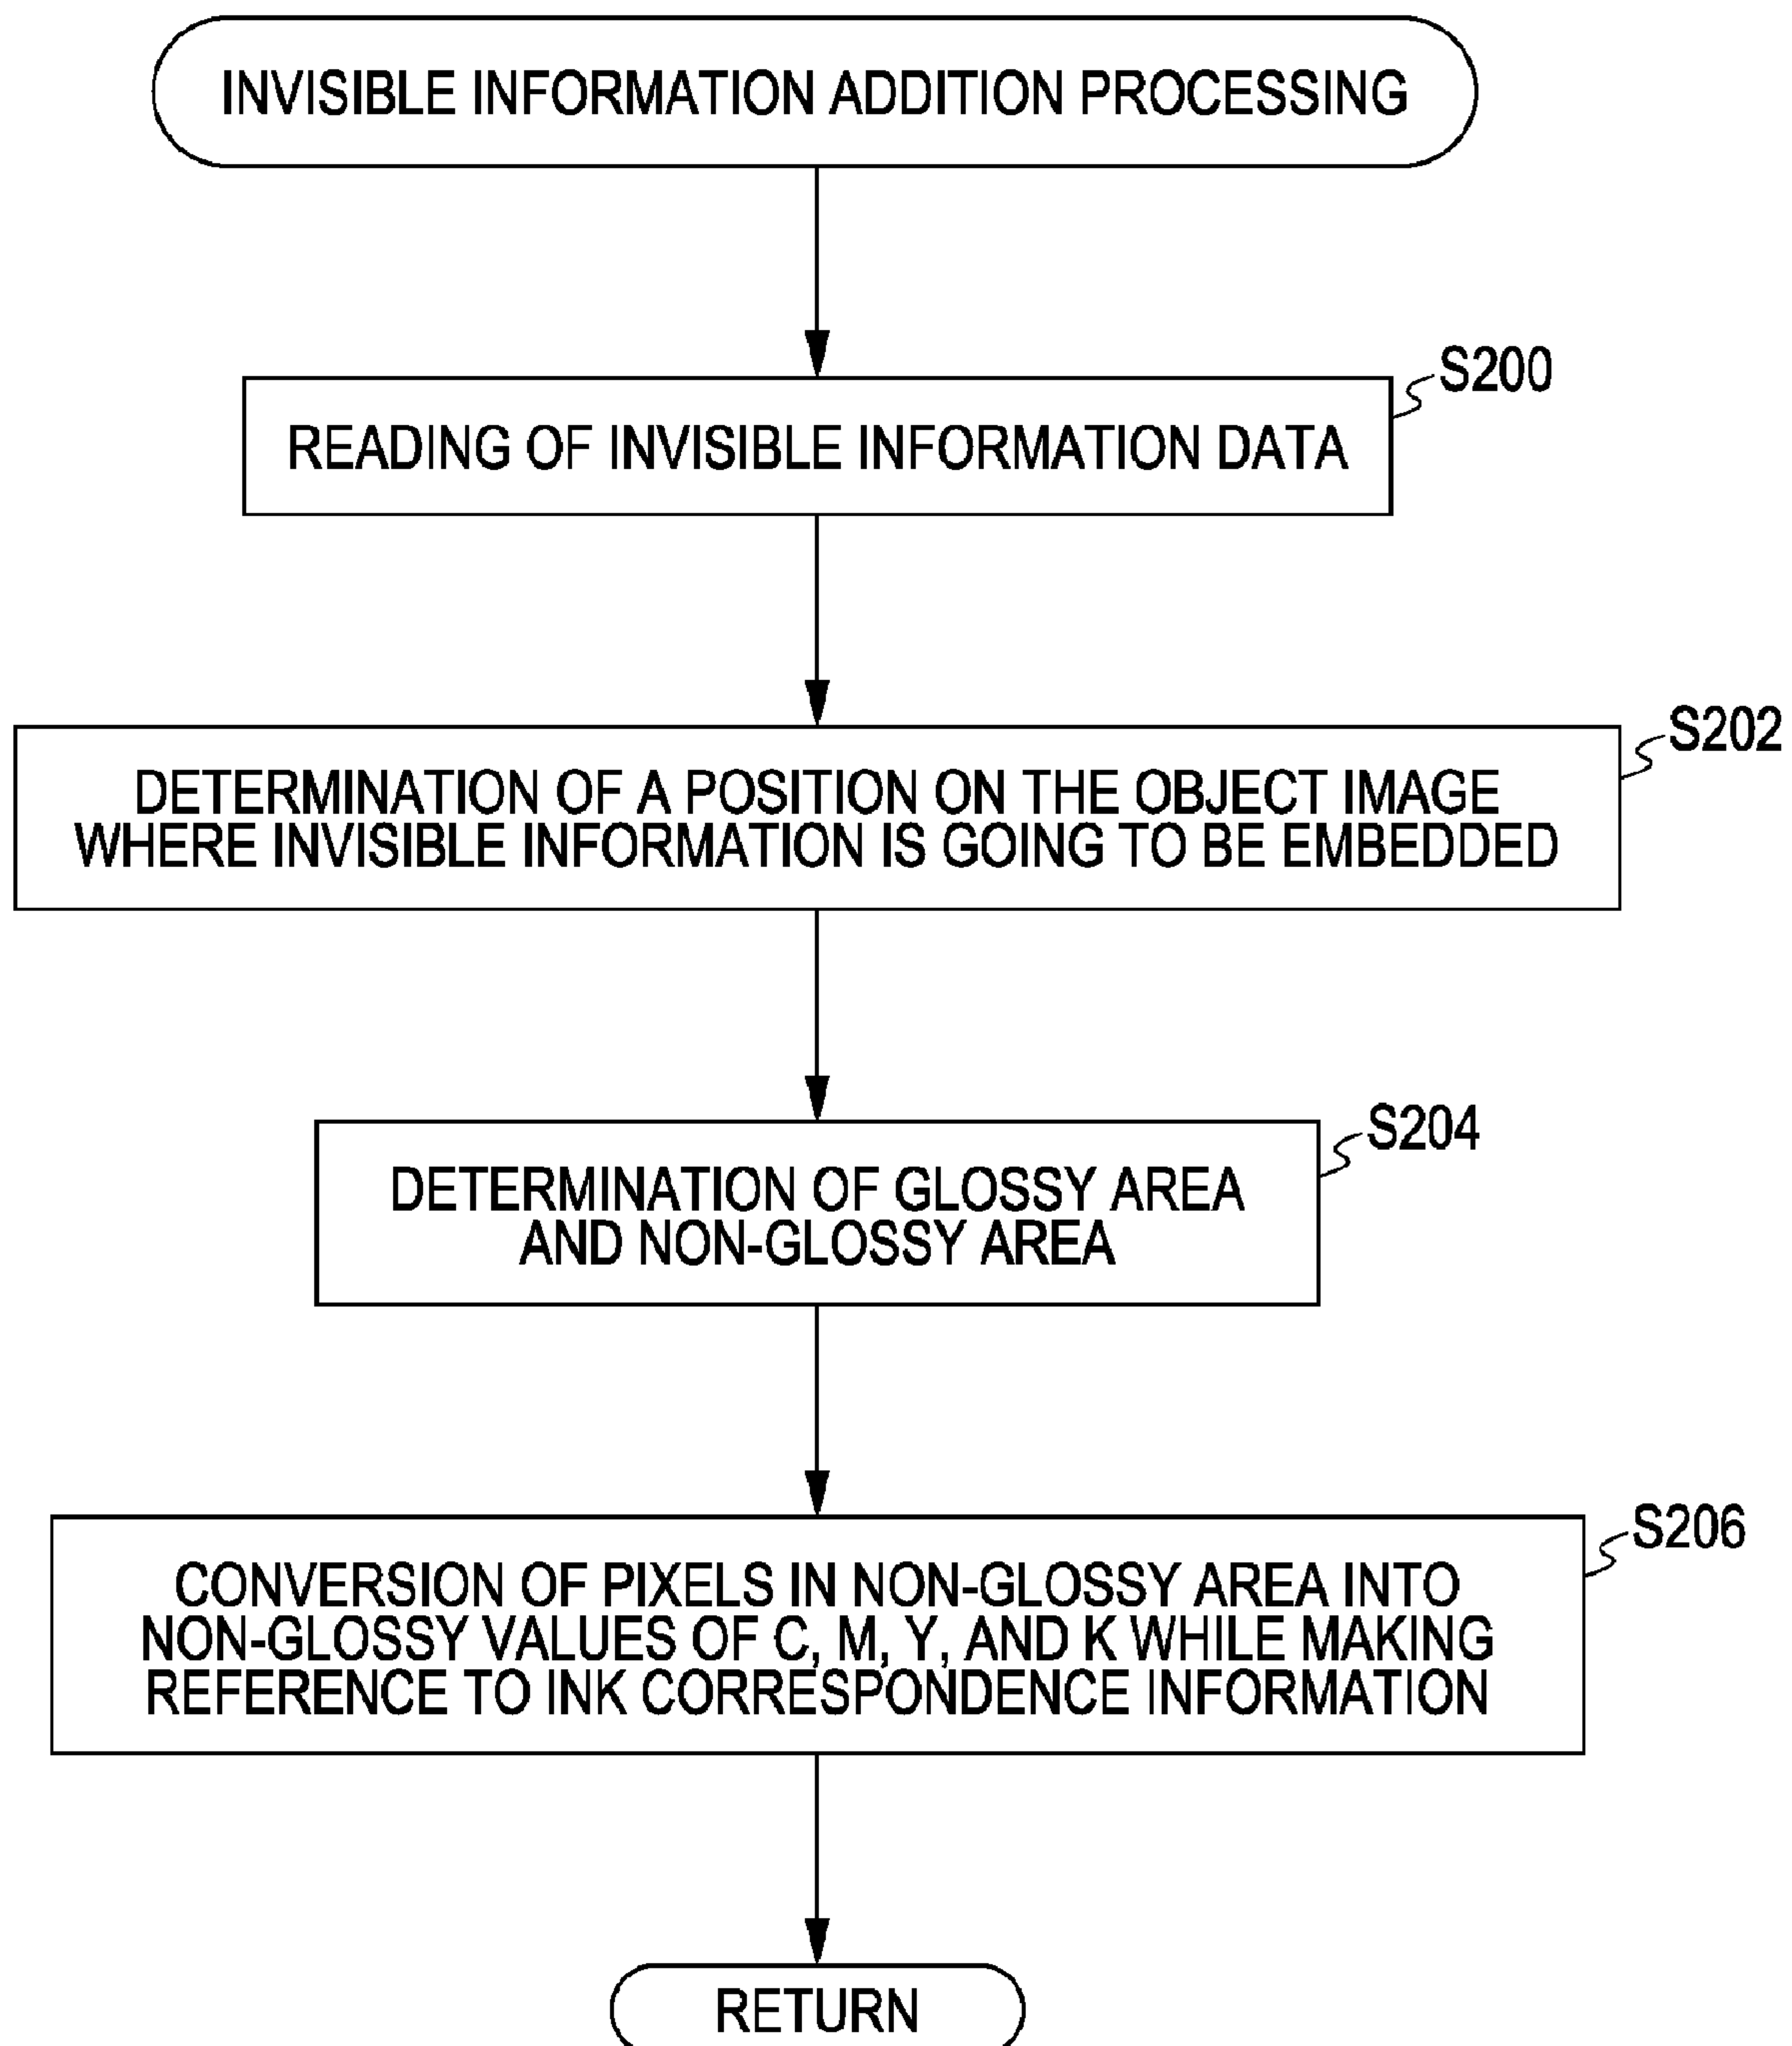 INVISIBLE INFORMATION ADDITION PROCESSING
S200
READING OF INVISIBLE INFORMATION DATA
S202
DETERMINATION OF A POSITION ON THE OBJECT IMAGE
WHERE INVISIBLE INFORMATION IS GOING TO BE EMBEDDED
S204
DETERMINATION OF GLOSSY AREA
AND NON-GLOSSY AREA
S206
CONVERSION OF PIXELS IN NON-GLOSSY AREA INTO
NON-GLOSSY VALUES OF C, M, Y, AND K WHILE MAKING
REFERENCE TO INK CORRESPONDENCE INFORMATION
RETURN